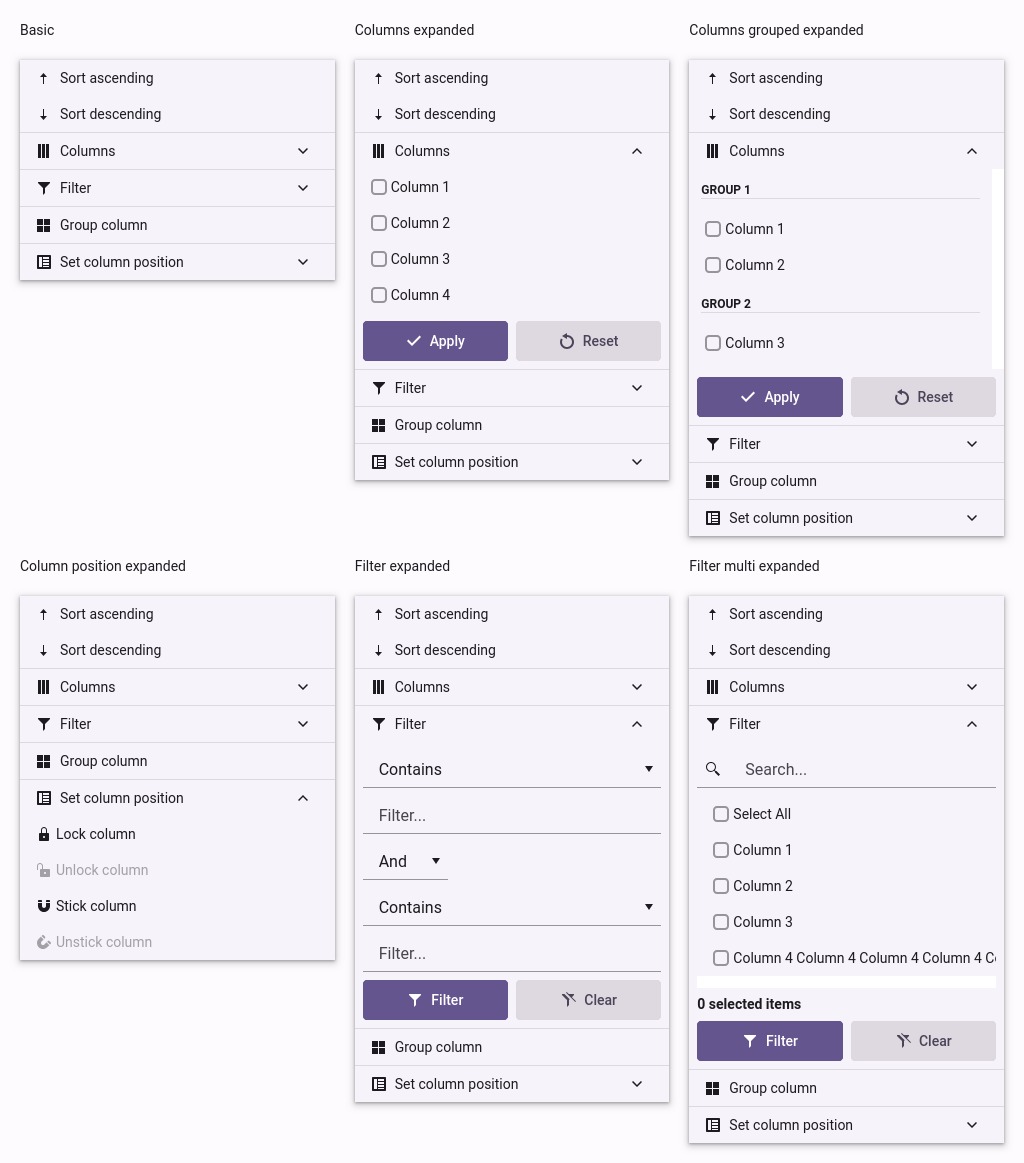 Basic
Sort ascending
Sort descending
Columns
Filter
Group column
Set column position
Columns expanded
Sort ascending
Sort descending
Columns
Column 1
Column 2
Column 3
Column 4
Apply Reset
Filter
Group column
Set column position
Columns grouped expanded
Sort ascending
Sort descending
Columns
GROUP 1
Column 1
Column 2
GROUP 2
Column 3
Apply Reset
Filter
Group column
Set column position
Column position expanded
Sort ascending
Sort descending
Columns
Filter
Group column
Set column position
Lock column
Unlock column
Stick column
Unstick column
Filter expanded
Sort ascending
Sort descending
Columns
Filter
Contains
Filter...
And
Contains
Filter...
Filter Clear
Group column
Set column position
Filter multi expanded
Sort ascending
Sort descending
Columns
Filter
Search...
Select All
Column 1
Column 2
Column 3
Column 4 Column 4 Column 4 Column 4
0 selected items
Filter Clear
Group column
Set column position